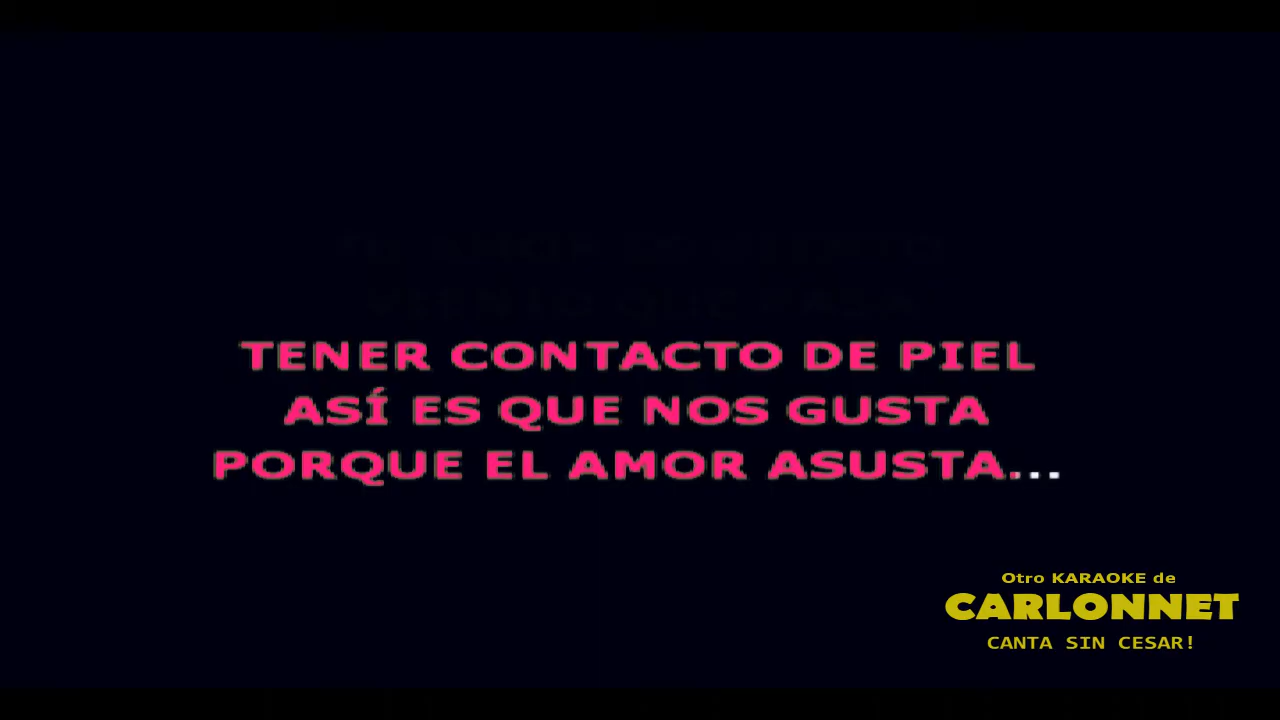 TENER CONTACTO DE PIEL
ASÍ ES QUE NOS GUSTA
PORQUE EL AMOR ASUSTA...
Otro KARAOKE de
CARLONNET
CANTA SIN CESAR!